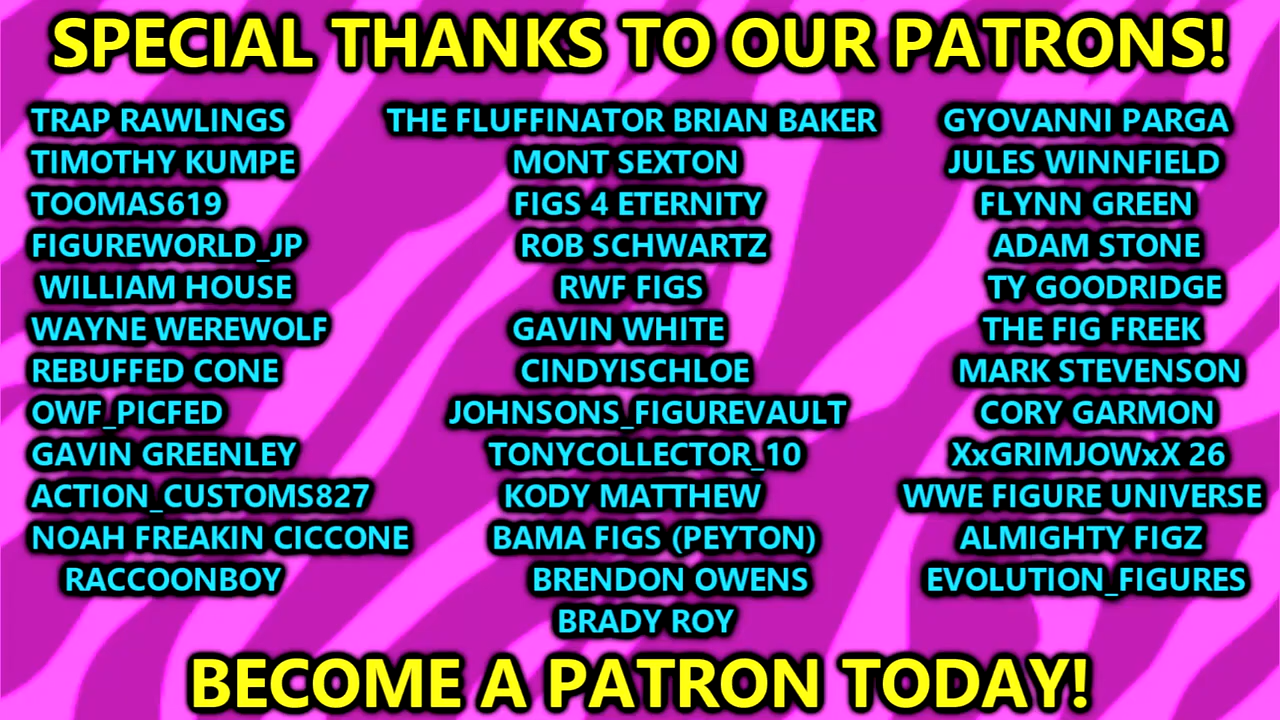 SPECIAL THANKS TO OUR PATRONS!
TRAP RAWLINGS
TIMOTHY KUMPE
TOOMAS619
FIGUREWORLD_JP
WILLIAM HOUSE
WAYNE WEREWOLF
REBUFFED CONE
OWF_PICFED
GAVIN GREENLEY
ACTION_CUSTOMS827
NOAH FREAKIN CICCONE
RACCOONBOY
THE FLUFFINATOR BRIAN BAKER
MONT SEXTON
FIGS 4 ETERNITY
ROB SCHWARTZ
RWF FIGS
GAVIN WHITE
CINDYISCHLOE
JOHNSONS_FIGUREVAULT
TONYCOLLECTOR_10
KODY MATTHEW
BAMA FIGS (PEYTON)
BRENDON OWENS
BRADY ROY
GYOVANNI PARGA
JULES WINNFIELD
FLYNN GREEN
ADAM STONE
TY GOODRIDGE
THE FIG FREEK
MARK STEVENSON
CORY GARMON
XxGRIMJOWxX 26
WWE FIGURE UNIVERSE
ALMIGHTY FIGZ
EVOLUTION_FIGURES
BECOME A PATRON TODAY!